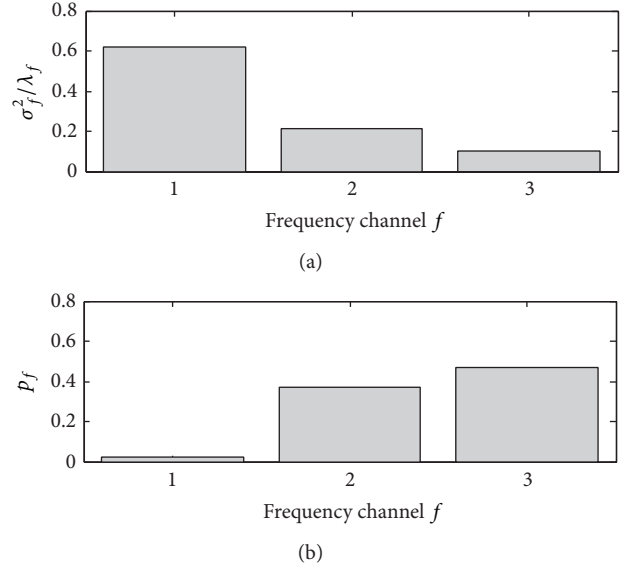 0.8
0.6
0.4
0.2
0
σ²_f/λ_f
1 2 3
Frequency channel f
(a)
0.8
0.6
0.4
0.2
0
p_f
1 2 3
Frequency channel f
(b)